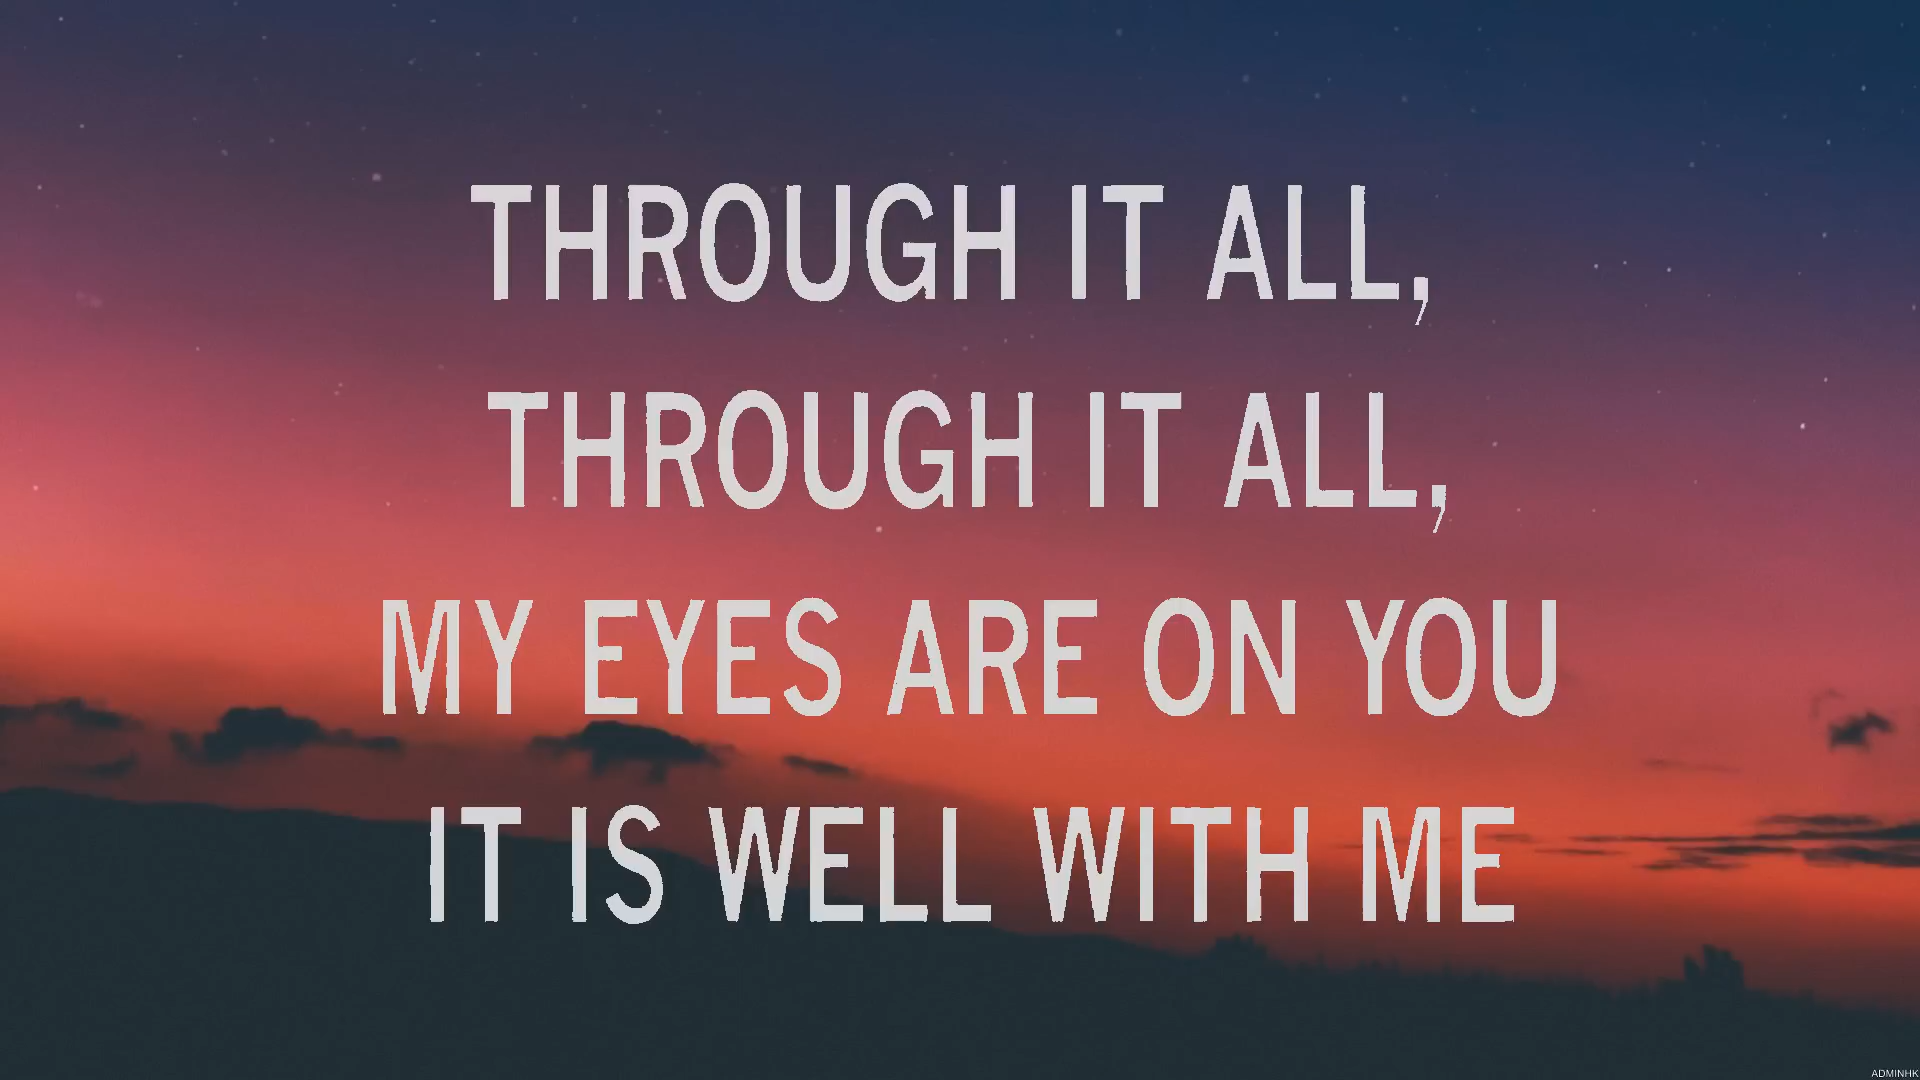 THROUGH IT ALL,
THROUGH IT ALL,
MY EYES ARE ON YOU
IT IS WELL WITH ME
ADMINHK